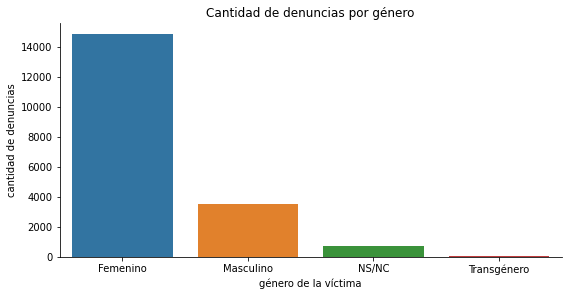 Cantidad de denuncias por género
cantidad de denuncias
14000
12000
10000
8000
6000
4000
2000
0
Femenino
Masculino
NS/NC
Transgénero
género de la víctima